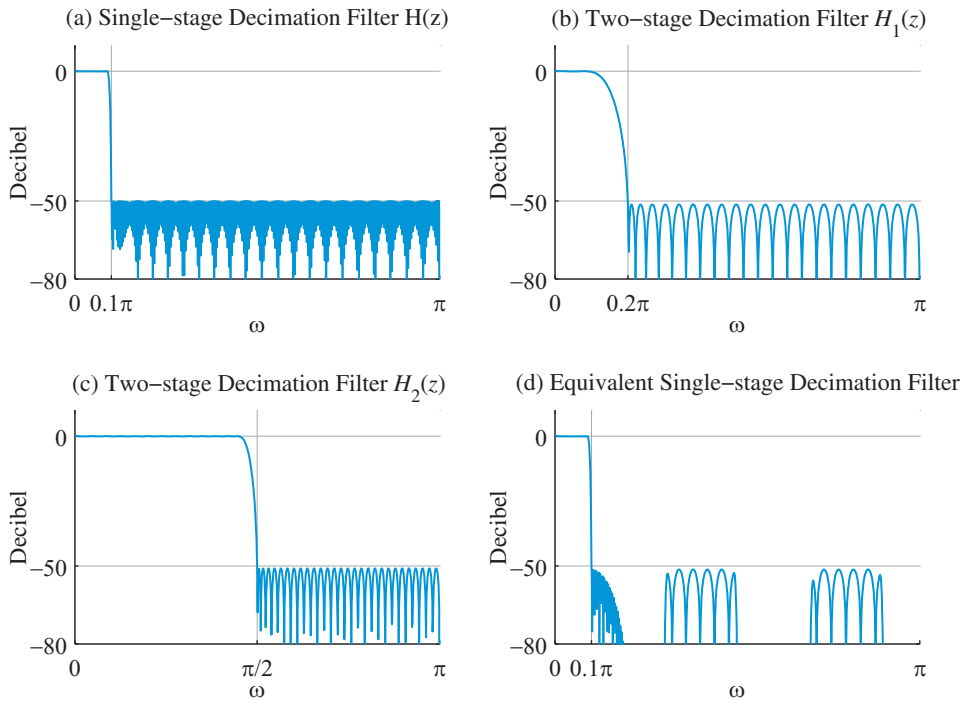 (a) Single−stage Decimation Filter H(z)
0
−50
−80
Decibel
0 0.1π π
ω
(b) Two−stage Decimation Filter H1(z)
0
−50
−80
Decibel
0 0.2π π
ω
(c) Two−stage Decimation Filter H2(z)
0
−50
−80
Decibel
0 π/2 π
ω
(d) Equivalent Single−stage Decimation Filter
0
−50
−80
Decibel
0 0.1π π
ω